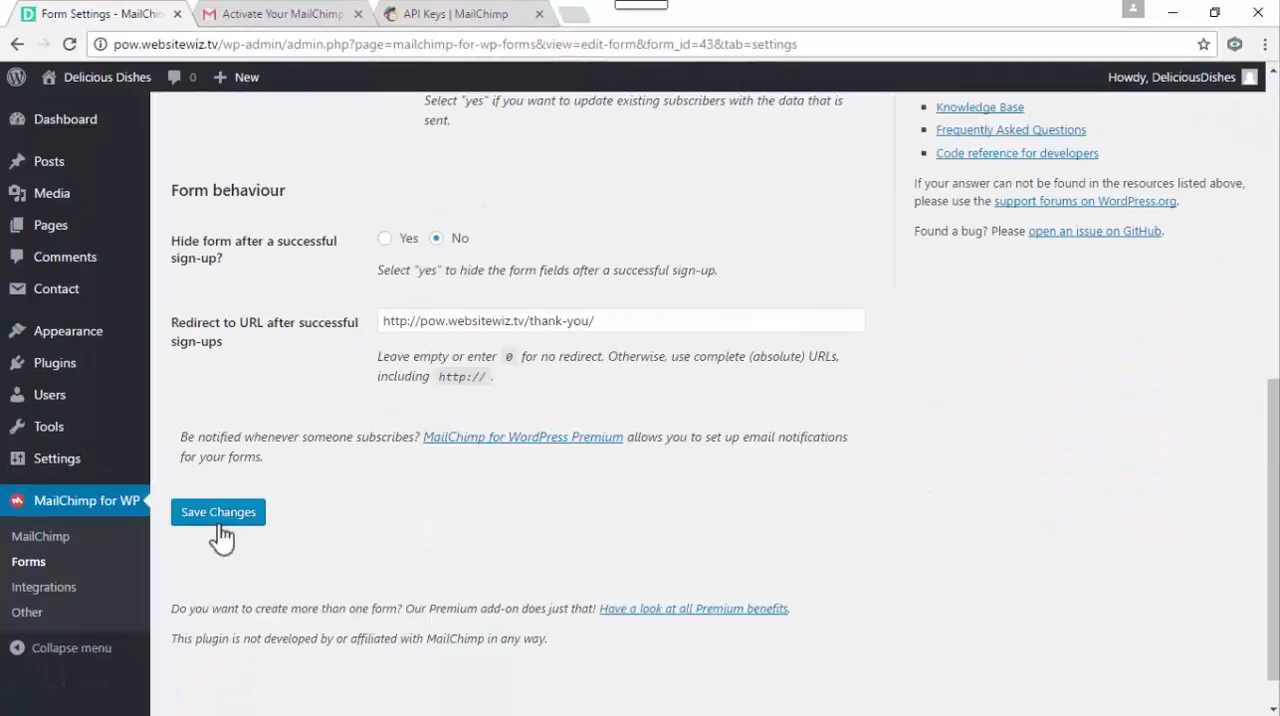 Form Settings - MailChim
Activate Your MailChimp
API Keys | MailChimp
pow.websitewiz.tv/wp-admin/admin.php?page=mailchimp-for-wp-forms&view=edit-form&form_id=43&tab=settings
Delicious Dishes
0
New
Howdy, DeliciousDishes
Dashboard
Posts
Media
Pages
Comments
Contact
Appearance
Plugins
Users
Tools
Settings
MailChimp for WP
MailChimp
Forms
Integrations
Other
Collapse menu
Select "yes" if you want to update existing subscribers with the data that is
sent.
Form behaviour
Hide form after a successful
sign-up?
Yes
No
Select "yes" to hide the form fields after a successful sign-up.
Redirect to URL after successful
sign-ups
http://pow.websitewiz.tv/thank-you/
Leave empty or enter 0 for no redirect. Otherwise, use complete (absolute) URLs,
including http:// .
Be notified whenever someone subscribes? MailChimp for WordPress Premium allows you to set up email notifications
for your forms.
Save Changes
Do you want to create more than one form? Our Premium add-on does just that! Have a look at all Premium benefits.
This plugin is not developed by or affiliated with MailChimp in any way.
Knowledge Base
Frequently Asked Questions
Code reference for developers
If your answer can not be found in the resources listed above,
please use the support forums on WordPress.org.
Found a bug? Please open an issue on GitHub.